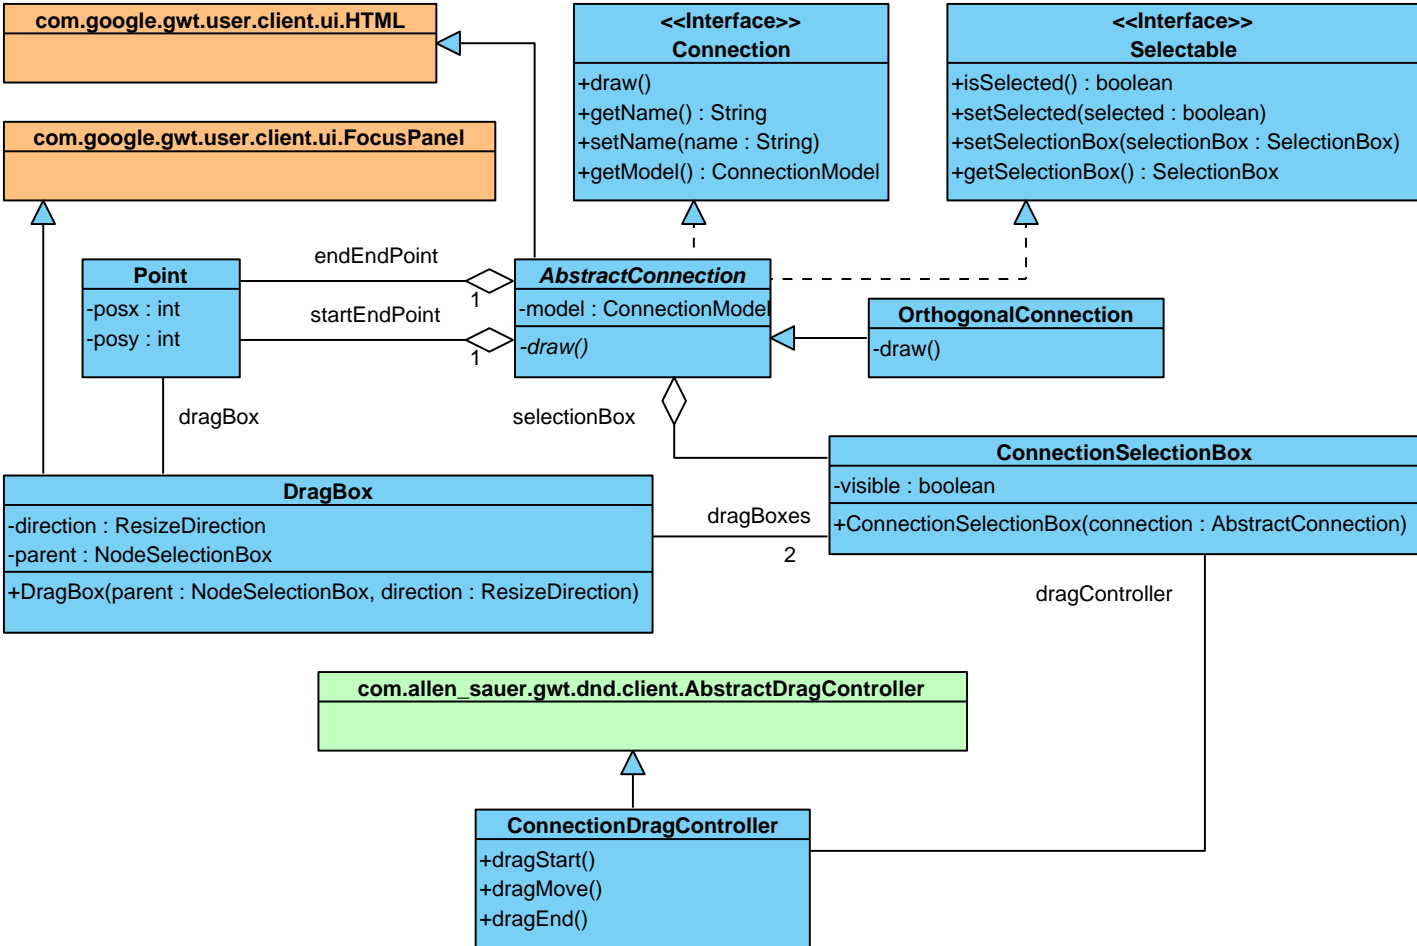 com.google.gwt.user.client.ui.HTML
<<Interface>>
Connection
+draw()
+getName() : String
+setName(name : String)
+getModel() : ConnectionModel
<<Interface>>
Selectable
+isSelected() : boolean
+setSelected(selected : boolean)
+setSelectionBox(selectionBox : SelectionBox)
+getSelectionBox() : SelectionBox
com.google.gwt.user.client.ui.FocusPanel
Point
-posx : int
-posy : int
endEndPoint
1
startEndPoint
1
AbstractConnection
-model : ConnectionModel
-draw()
OrthogonalConnection
-draw()
dragBox
selectionBox
ConnectionSelectionBox
-visible : boolean
+ConnectionSelectionBox(connection : AbstractConnection)
DragBox
-direction : ResizeDirection
-parent : NodeSelectionBox
+DragBox(parent : NodeSelectionBox, direction : ResizeDirection)
dragBoxes
2
dragController
com.allen_sauer.gwt.dnd.client.AbstractDragController
ConnectionDragController
+dragStart()
+dragMove()
+dragEnd()